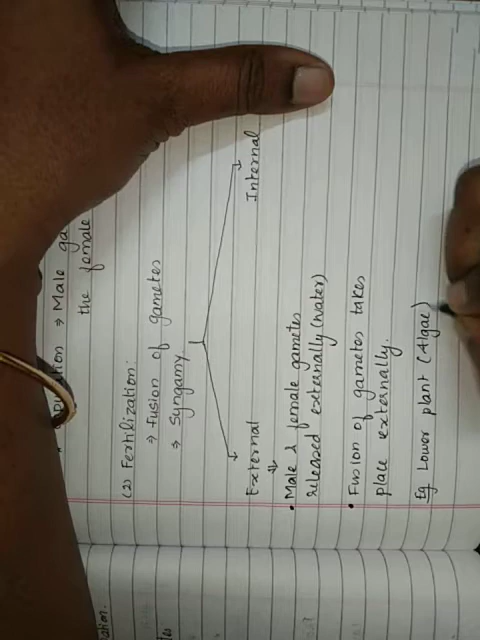 ⇒ Male
the female
(2) Fertilization:
→ Fusion of gametes
⇒ Syngamy
External Internal
⇓
• Male & female gametes
released externally (water)
• Fusion of gametes takes
place externally.
Eg Lower plant (Algae)